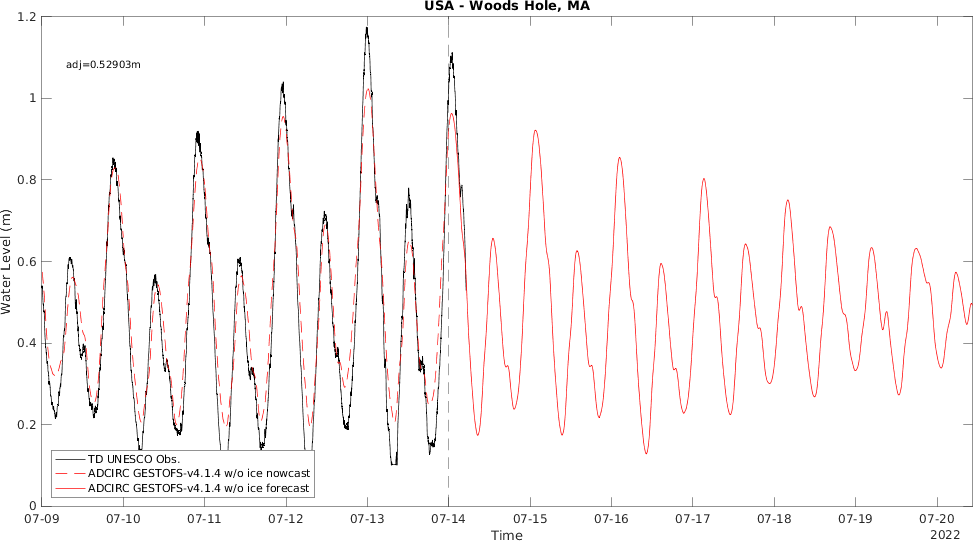 USA - Woods Hole, MA
1.2
adj=0.52903m
1
0.8
0.6
0.4
0.2
0
Water Level (m)
TD UNESCO Obs.
ADCIRC GESTOFS-v4.1.4 w/o ice nowcast
ADCIRC GESTOFS-v4.1.4 w/o ice forecast
07-09 07-10 07-11 07-12 07-13 07-14 07-15 07-16 07-17 07-18 07-19 07-20
2022
Time